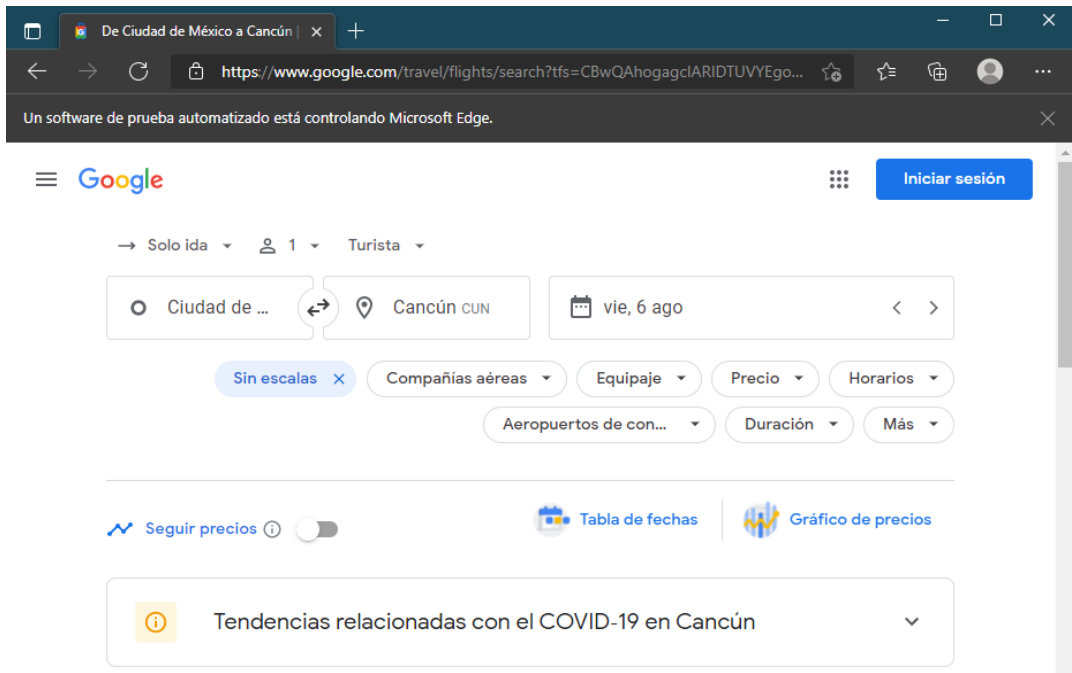 De Ciudad de México a Cancún |
https://www.google.com/travel/flights/search?tfs=CBwQAhogagcIARIDTUVYEgo...
Un software de prueba automatizado está controlando Microsoft Edge.
Google
Iniciar sesión
Solo ida 1 Turista
Ciudad de ... Cancún CUN vie, 6 ago
Sin escalas Compañías aéreas Equipaje Precio Horarios
Aeropuertos de con... Duración Más
Seguir precios Tabla de fechas Gráfico de precios
Tendencias relacionadas con el COVID-19 en Cancún